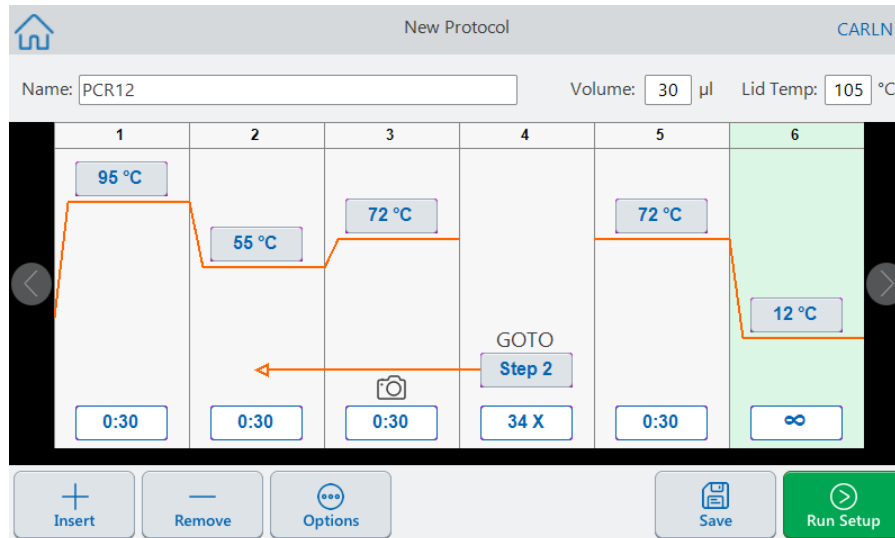 New Protocol
CARLN
Name: PCR12 Volume: 30 µl Lid Temp: 105 °C
1 2 3 4 5 6
95 °C
72 °C 72 °C
55 °C
12 °C
GOTO
Step 2
0:30 0:30 0:30 34 X 0:30 ∞
Insert Remove Options Save Run Setup